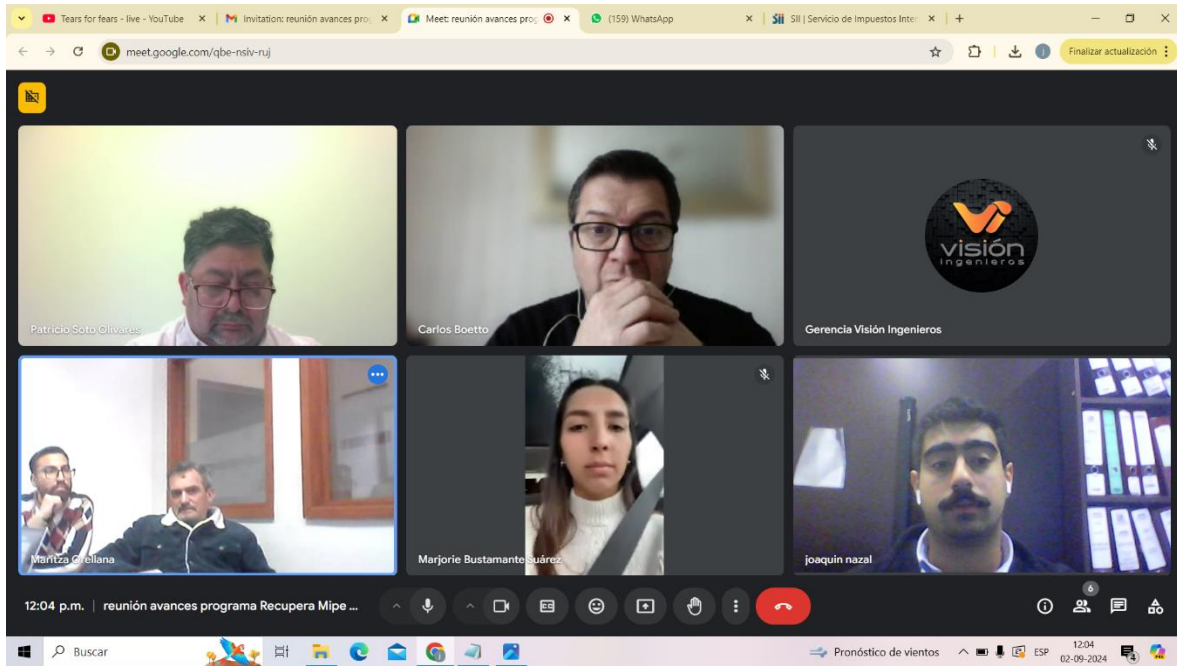 Tears for fears - live - YouTube
Invitation: reunión avances pro
Meet: reunión avances prog
(159) WhatsApp
Sii
SII | Servicio de Impuestos Inter
meet.google.com/qbe-nsiv-ruj
Finalizar actualización
Patricio Soto Olivares
Carlos Boetto
visión
ingenieros
Gerencia Visión Ingenieros
Maritza Orellana
Marjorie Bustamante Suárez
joaquin nazal
12:04 p.m. | reunión avances programa Recupera Mipe ...
6
Buscar
Pronóstico de vientos
ESP
12:04
02-09-2024
4